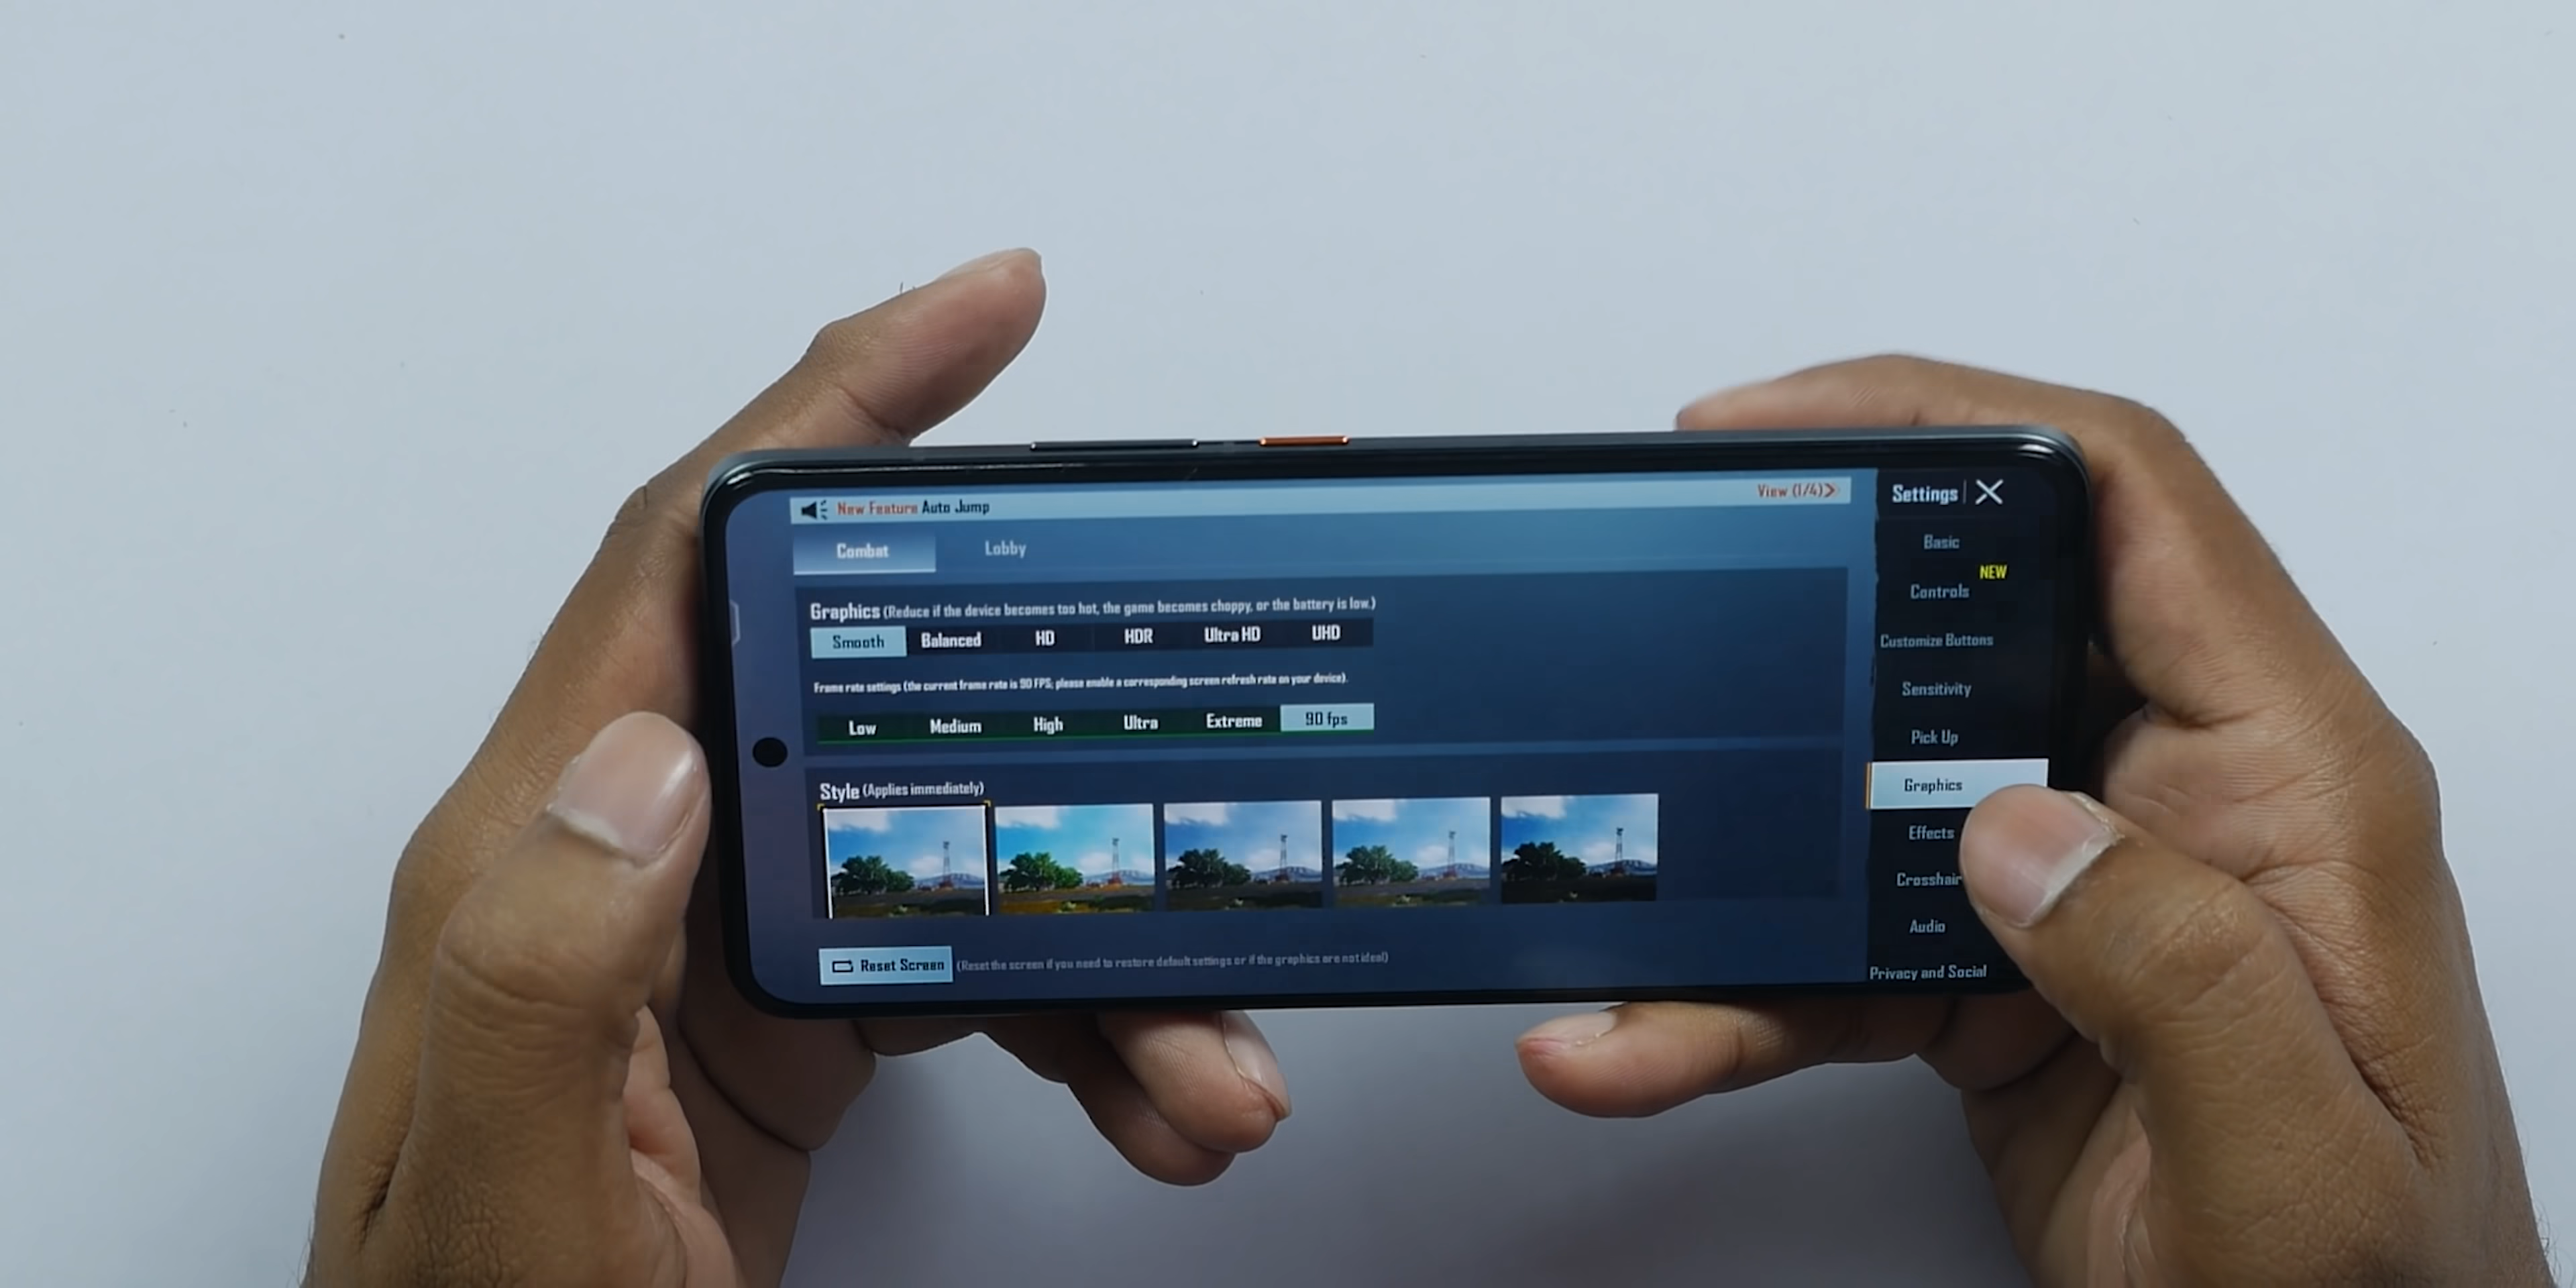 New Feature Auto Jump
View (1/4)
Combat
Lobby
Graphics (Reduce if the device becomes too hot, the game becomes choppy, or the battery is low.)
Smooth
Balanced
HD
HDR
Ultra HD
UHD
Frame rate settings (the current frame rate is 90 FPS; please enable a corresponding screen refresh rate on your device).
Low
Medium
High
Ultra
Extreme
90 fps
Style (Applies immediately)
Reset Screen (Reset the screen if you need to restore default settings or if the graphics are not ideal)
Settings
Basic
NEW
Controls
Customize Buttons
Sensitivity
Pick Up
Graphics
Effects
Crosshair
Audio
Privacy and Social